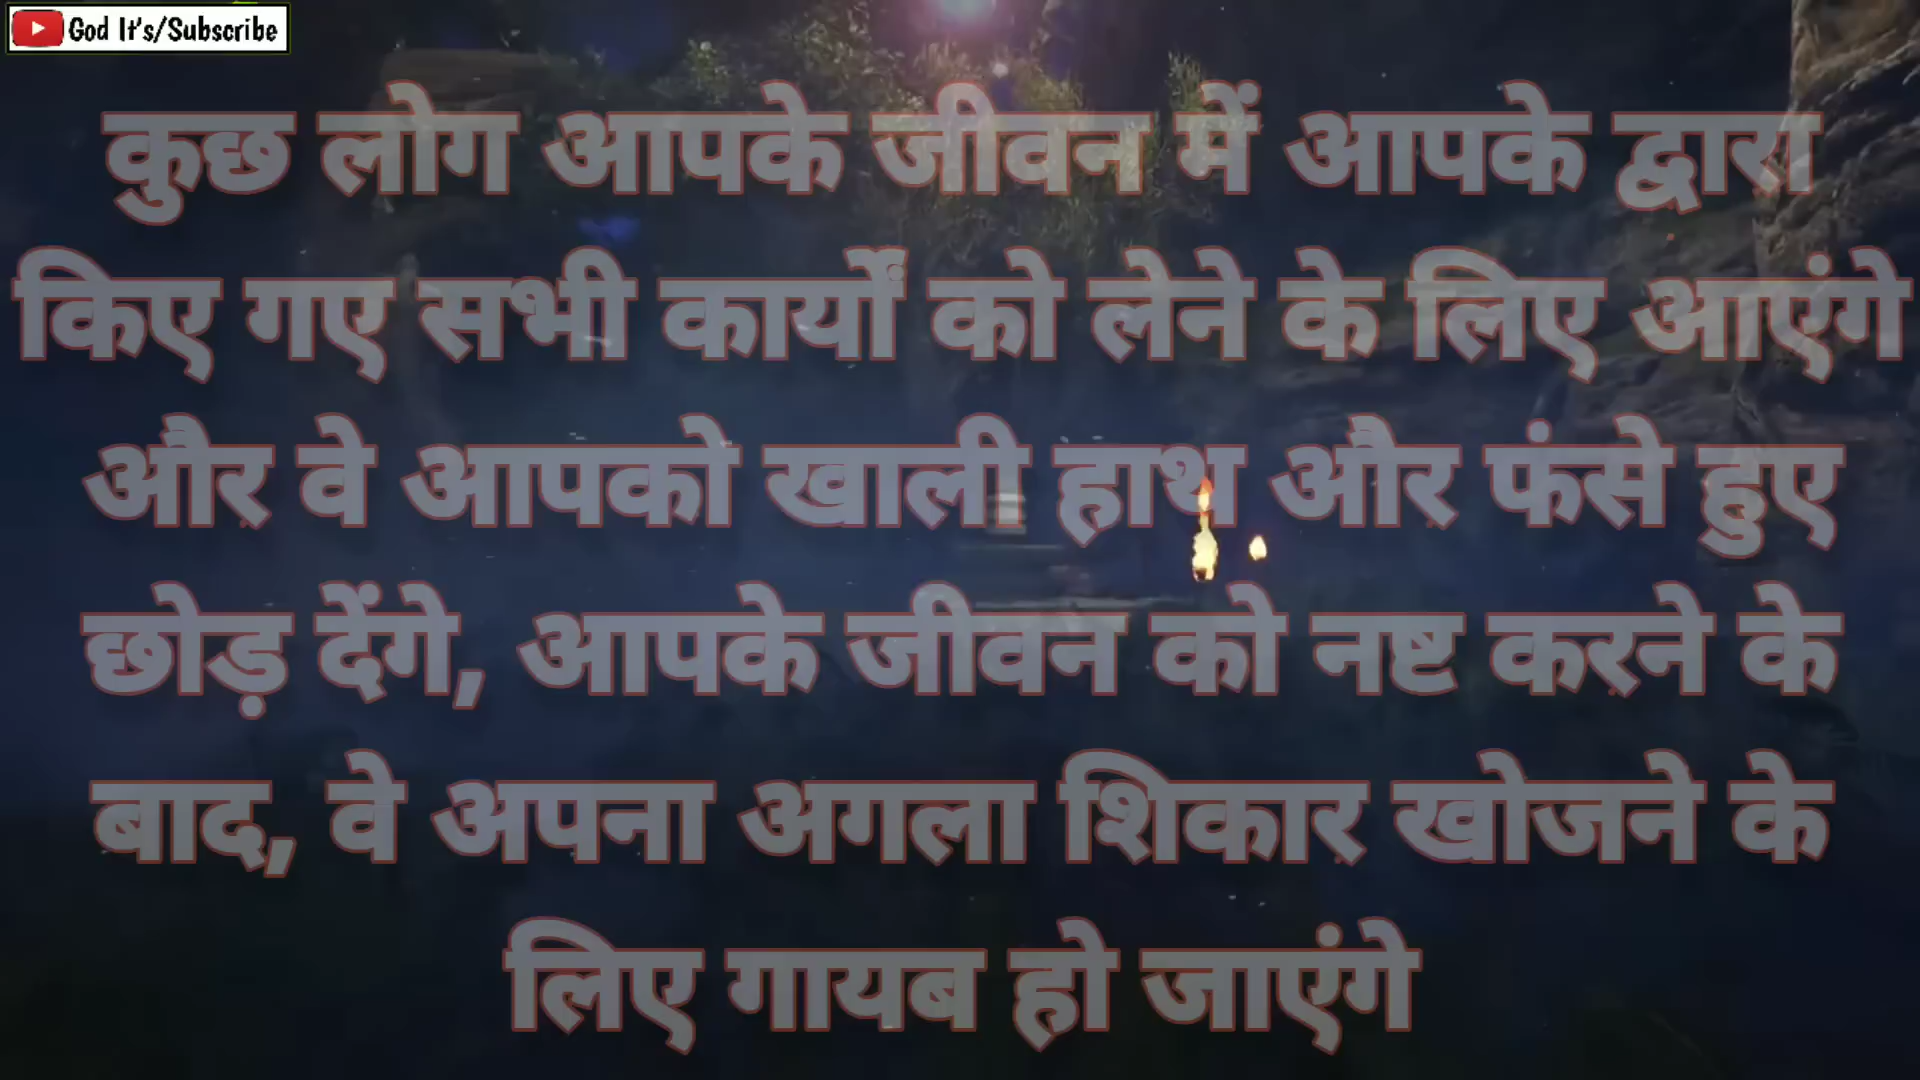 God It's/Subscribe
कुछ लोग आपके जीवन में आपके द्वारा
किए गए सभी कार्यों को लेने के लिए आएंगे
और वे आपको खाली हाथ और फंसे हुए
छोड़ देंगे, आपके जीवन को नष्ट करने के
बाद, वे अपना अगला शिकार खोजने के
लिए गायब हो जाएंगे